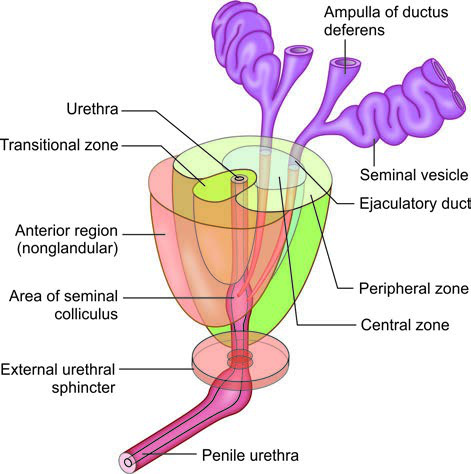 Ampulla of ductus
deferens
Urethra
Transitional zone
Seminal vesicle
Ejaculatory duct
Anterior region
(nonglandular)
Peripheral zone
Area of seminal
colliculus
Central zone
External urethral
sphincter
Penile urethra